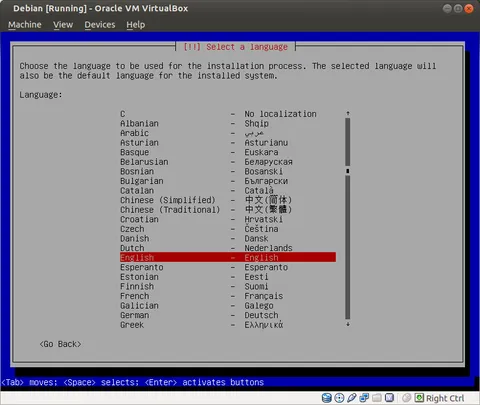 Debian [Running] - Oracle VM VirtualBox
Machine View Devices Help
[!!] Select a language
Choose the language to be used for the installation process. The selected language will
also be the default language for the installed system.
Language:
C - No localization
Albanian - Shqip
Arabic - عربي
Asturian - Asturianu
Basque - Euskara
Belarusian - Беларуская
Bosnian - Bosanski
Bulgarian - Български
Catalan - Català
Chinese (Simplified) - 中文(简体)
Chinese (Traditional) - 中文(繁體)
Croatian - Hrvatski
Czech - Čeština
Danish - Dansk
Dutch - Nederlands
English - English
Esperanto - Esperanto
Estonian - Eesti
Finnish - Suomi
French - Français
Galician - Galego
German - Deutsch
Greek - Ελληνικά
<Go Back>
<Tab> moves; <Space> selects; <Enter> activates buttons
Right Ctrl